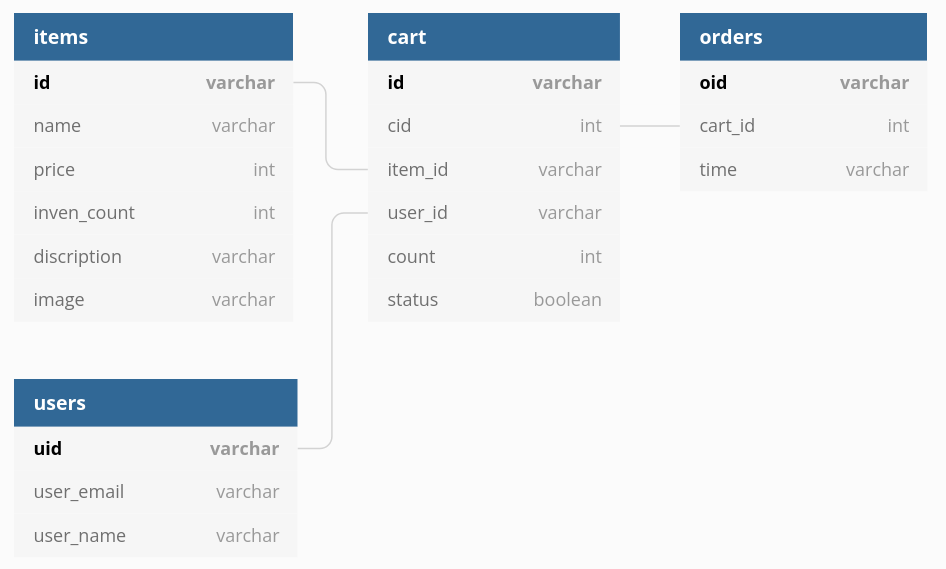 items
id varchar
name varchar
price int
inven_count int
discription varchar
image varchar
cart
id varchar
cid int
item_id varchar
user_id varchar
count int
status boolean
orders
oid varchar
cart_id int
time varchar
users
uid varchar
user_email varchar
user_name varchar